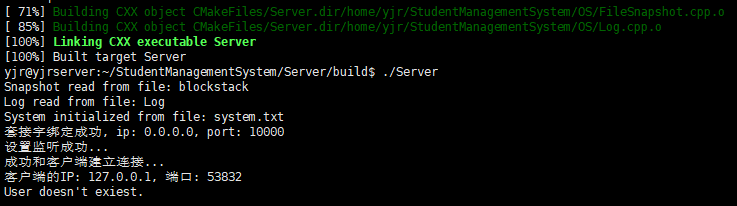 [ 71%] Building CXX object CMakeFiles/Server.dir/home/yjr/StudentManagementSystem/OS/FileSnapshot.cpp.o
[ 85%] Building CXX object CMakeFiles/Server.dir/home/yjr/StudentManagementSystem/OS/Log.cpp.o
[100%] Linking CXX executable Server
[100%] Built target Server
yjr@yjrserver:~/StudentManagementSystem/Server/build$ ./Server
Snapshot read from file: blockstack
Log read from file: Log
System initialized from file: system.txt
套接字绑定成功, ip: 0.0.0.0, port: 10000
设置监听成功...
成功和客户端建立连接...
客户端的IP: 127.0.0.1, 端口: 53832
User doesn't exiest.